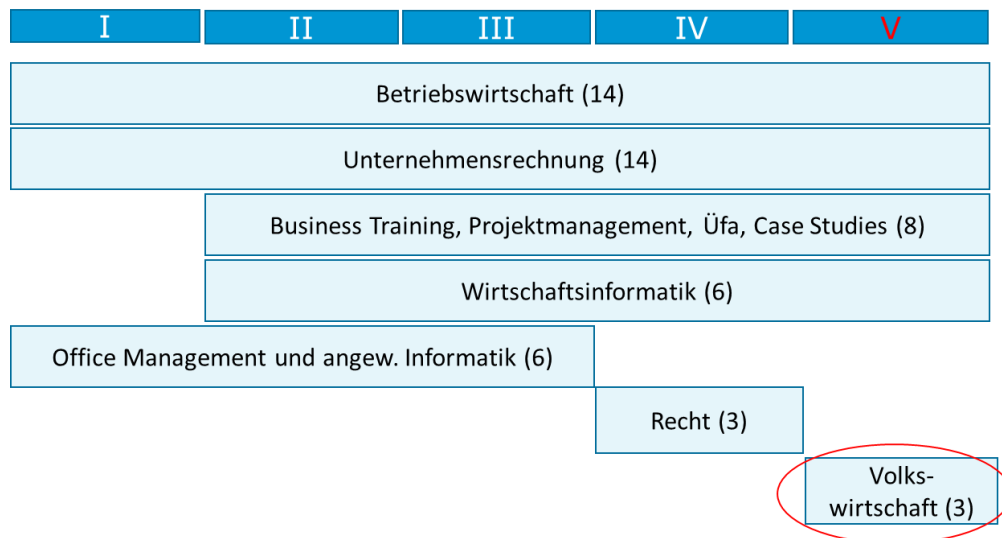 I II III IV V
Betriebswirtschaft (14)
Unternehmensrechnung (14)
Business Training, Projektmanagement, Üfa, Case Studies (8)
Wirtschaftsinformatik (6)
Office Management und angew. Informatik (6)
Recht (3)
Volks-
wirtschaft (3)